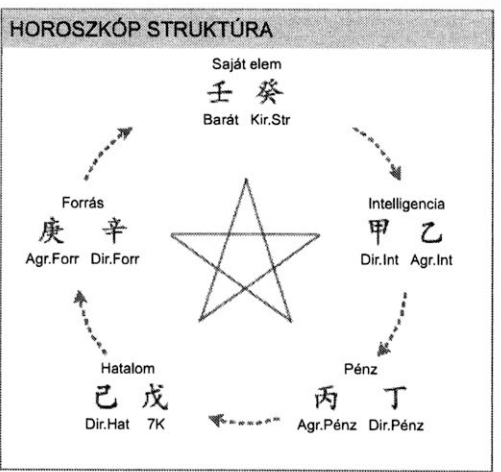 HOROSZKÓP STRUKTÚRA
Saját elem
壬 癸
Barát Kir.Str
Forrás
庚 辛
Agr.Forr Dir.Forr
Intelligencia
甲 乙
Dir.Int Agr.Int
Hatalom
己 戊
Dir.Hat 7K
Pénz
丙 丁
Agr.Pénz Dir.Pénz